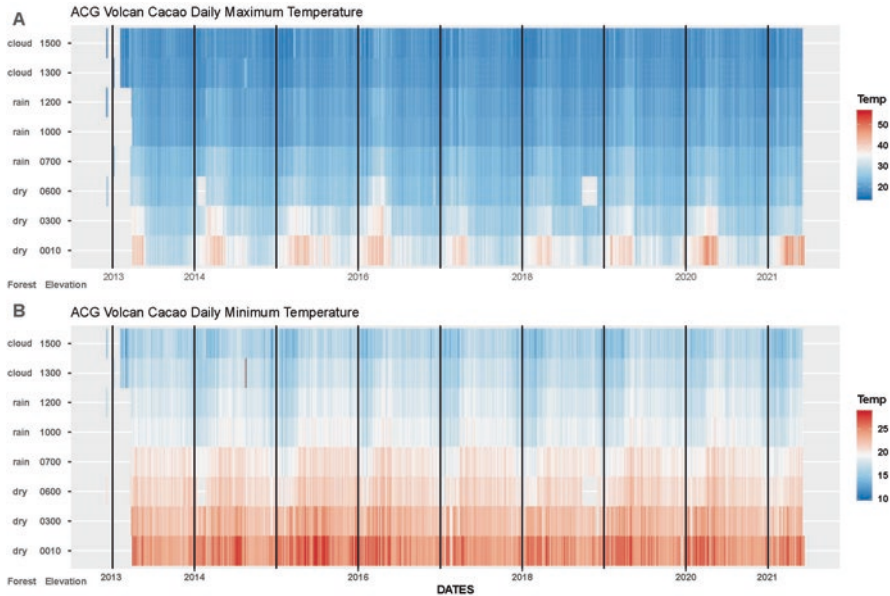 A
ACG Volcan Cacao Daily Maximum Temperature
cloud 1500
cloud 1300
rain 1200
rain 1000
rain 0700
dry 0600
dry 0300
dry 0010
Temp
50
40
30
20
2013 2014 2016 2018 2020 2021
Forest Elevation
B
ACG Volcan Cacao Daily Minimum Temperature
cloud 1500
cloud 1300
rain 1200
rain 1000
rain 0700
dry 0600
dry 0300
dry 0010
Temp
25
20
15
10
2013 2014 2016 2018 2020 2021
Forest Elevation
DATES